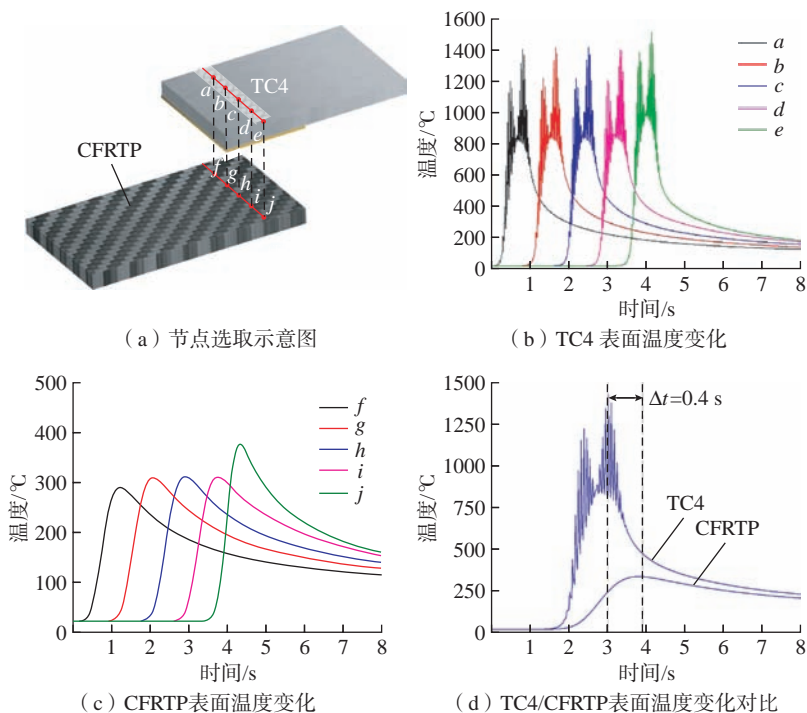 TC4
a
b
c
d
e
CFRTP
f
g
h
i
j
(a)节点选取示意图
1600
1400
1200
1000
800
600
400
200
0
温度/℃
1 2 3 4 5 6 7 8
时间/s
a
b
c
d
e
(b)TC4 表面温度变化
500
400
300
200
100
0
温度/℃
0 1 2 3 4 5 6 7 8
时间/s
f
g
h
i
j
(c)CFRTP表面温度变化
1500
1250
1000
750
500
250
0
温度/℃
1 2 3 4 5 6 7 8
时间/s
Δt=0.4 s
TC4
CFRTP
(d)TC4/CFRTP表面温度变化对比